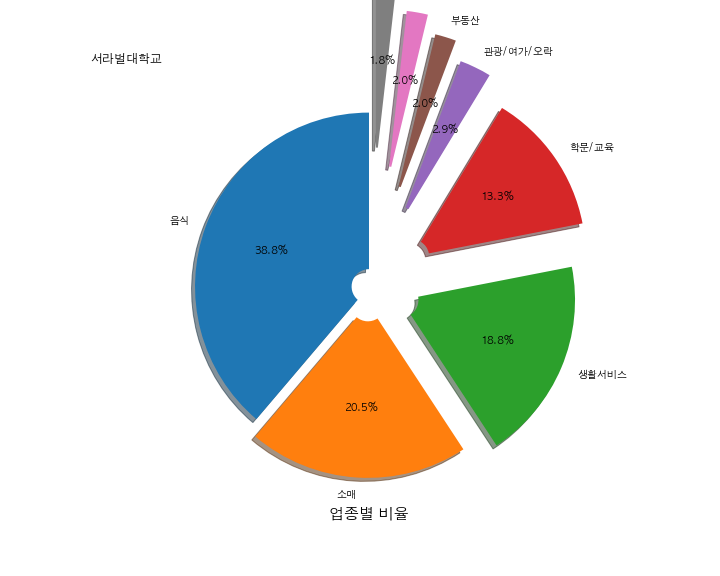 부동산
관광/여가/오락
서라벌대학교
1.8%
2.0%
2.0%
2.9%
학문/교육
13.3%
음식
38.8%
18.8%
생활서비스
20.5%
소매
업종별 비율